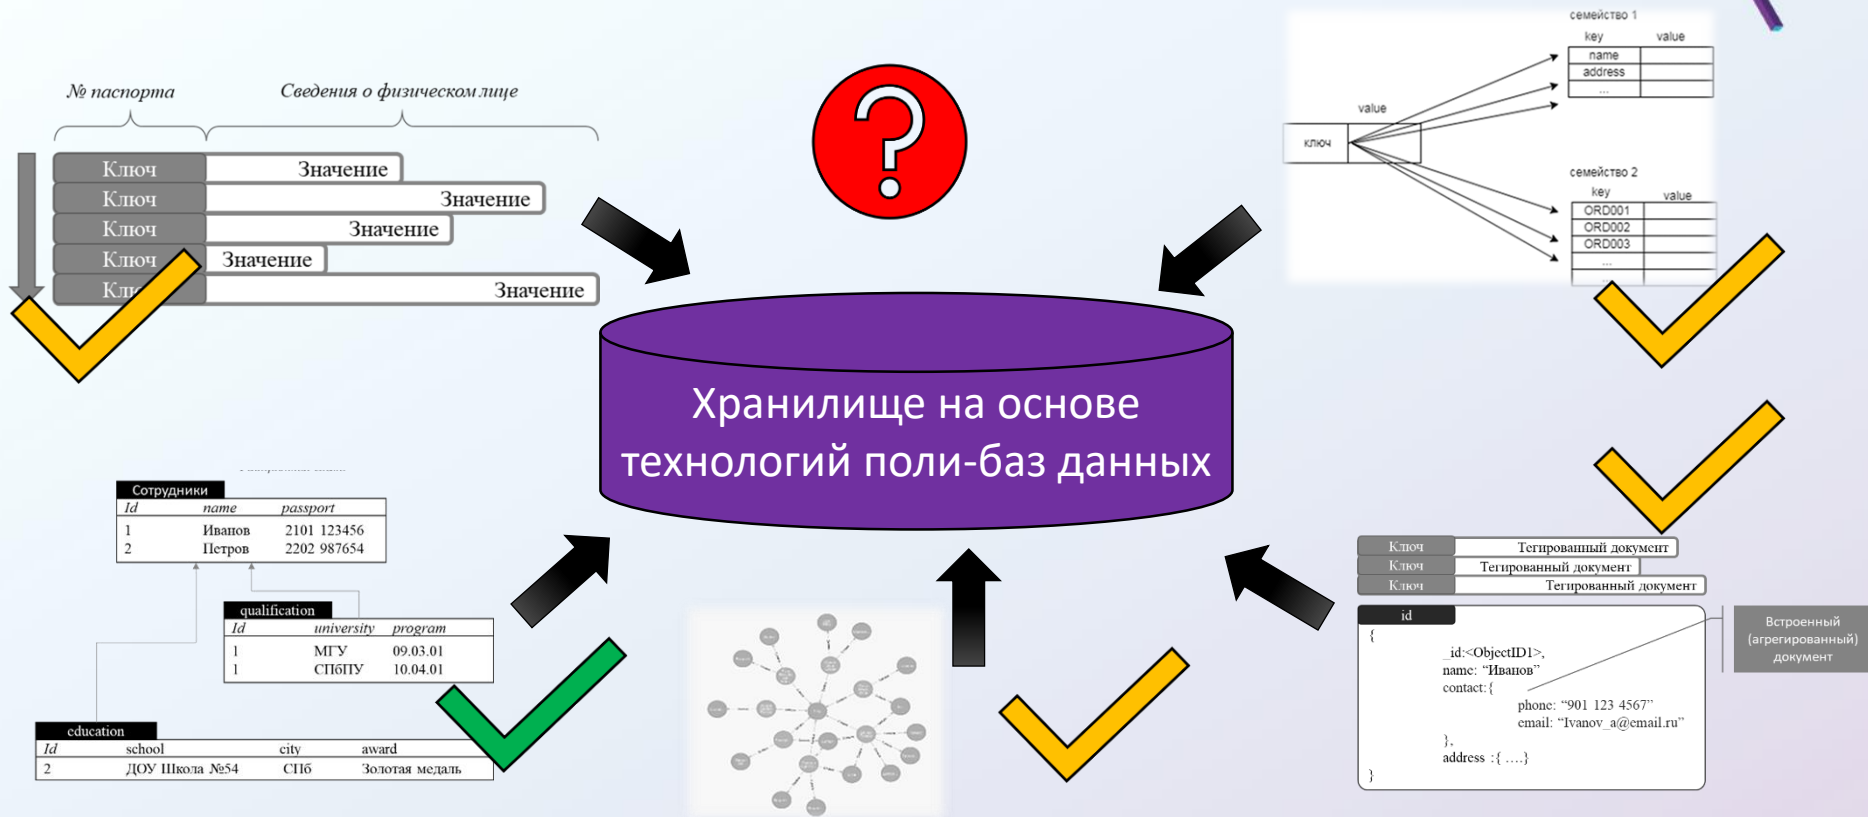 № паспорта
Сведения о физическом лице
Ключ Значение
Ключ Значение
Ключ Значение
Ключ Значение
Значение
семейство 1
key value
name
address
...
value
ключ
семейство 2
key value
ORD001
ORD002
ORD003
...
...
Хранилище на основе
технологий поли-баз данных
Сотрудники
Id name passport
1 Иванов 2101 123456
2 Петров 2202 987654
qualification
Id university program
1 МГУ 09.03.01
1 СПбПУ 10.04.01
education
Id school city award
2 ДОУ Школа №54 СПб Золотая медаль
Ключ Тегированный документ
Ключ Тегированный документ
Ключ Тегированный документ
id
{
_id:<ObjectID1>,
name: “Иванов”
contact:{
phone: “901 123 4567”
email: “Ivanov_a@email.ru”
},
address :{ ….}
}
Встроенный
(агрегированный)
документ